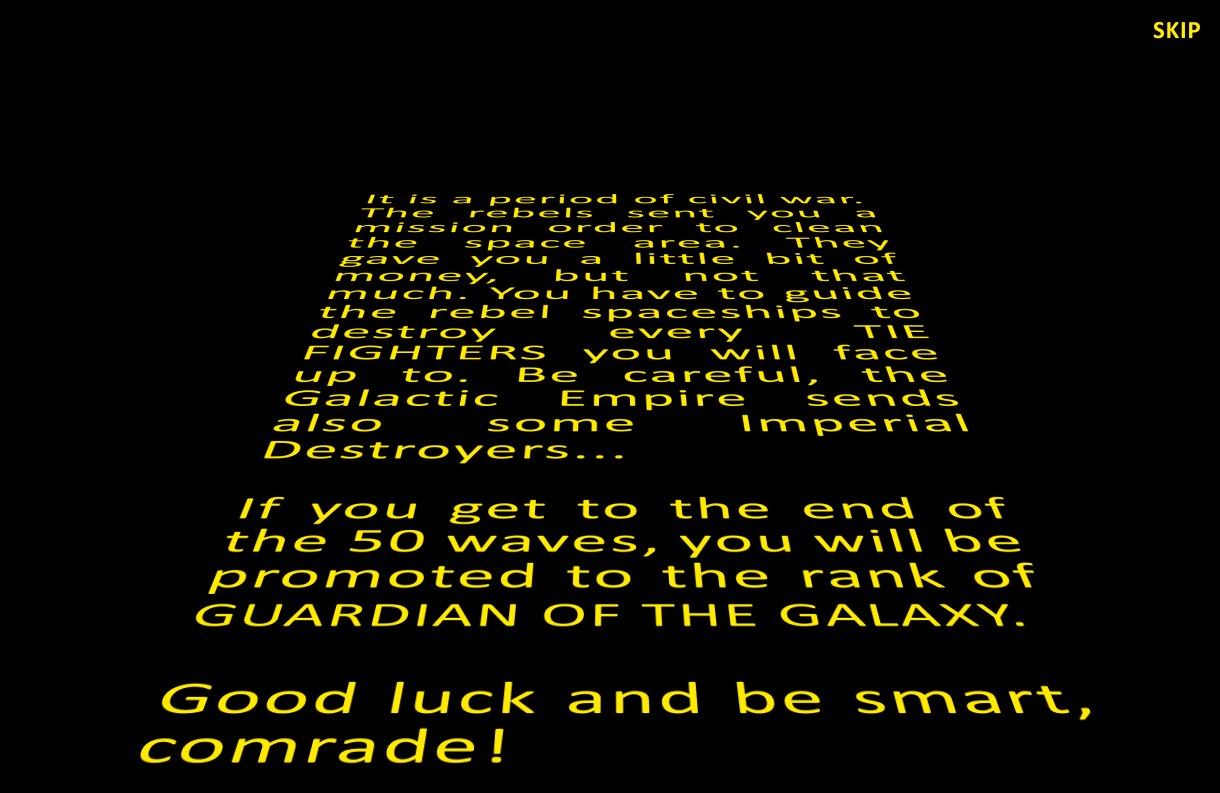 SKIP
It is a period of civil war.
The rebels sent you a
mission order to clean
the space area. They
gave you a little bit of
money, but not that
much. You have to guide
the rebel spaceships to
destroy every TIE
FIGHTERS you will face
up to. Be careful, the
Galactic Empire sends
also some Imperial
Destroyers...
If you get to the end of
the 50 waves, you will be
promoted to the rank of
GUARDIAN OF THE GALAXY.
Good luck and be smart,
comrade!